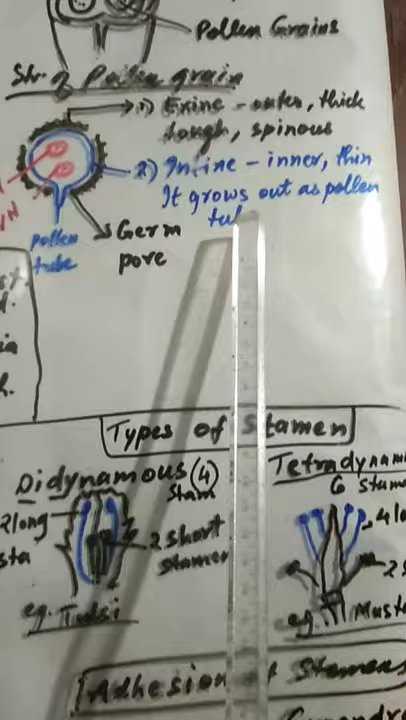 Pollen Grains
Str. of Pollen grain
1) Exine - outer, thick
tough, spinous
2) Intine - inner, thin
It grows out as pollen
Pollen
tube
Germ
pore
Types of Stamen
Didynamous (4)
Stam
2 long
sta
2 short
stamen
eg. Tulsi
Tetradynam
6 stam
4 lo
2 s
eg. Must
Adhesion of Stamens